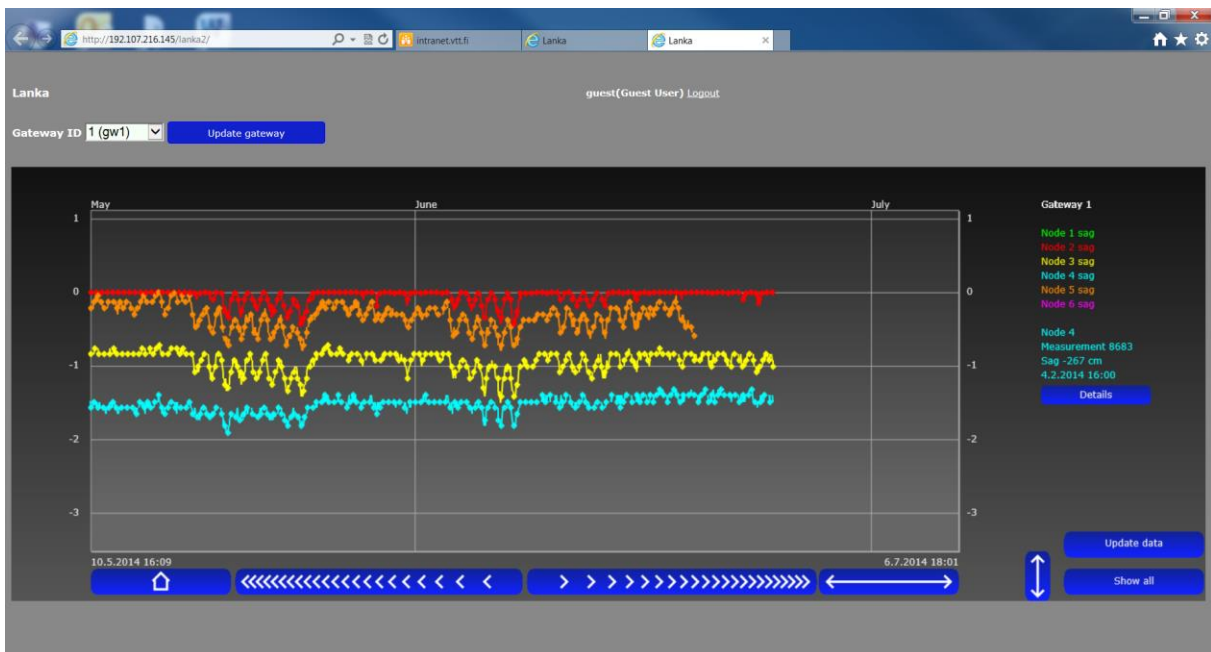 http://192.107.216.145/lanka2/
intranet.vtt.fi
Lanka
Lanka
Lanka
guest(Guest User) Logout
Gateway ID 1 (gw1)
Update gateway
May
June
July
1
0
-1
-2
-3
1
0
-1
-2
-3
10.5.2014 16:09
6.7.2014 18:01
Gateway 1
Node 1 sag
Node 2 sag
Node 3 sag
Node 4 sag
Node 5 sag
Node 6 sag
Node 4
Measurement 8683
Sag -267 cm
4.2.2014 16:00
Details
Update data
Show all